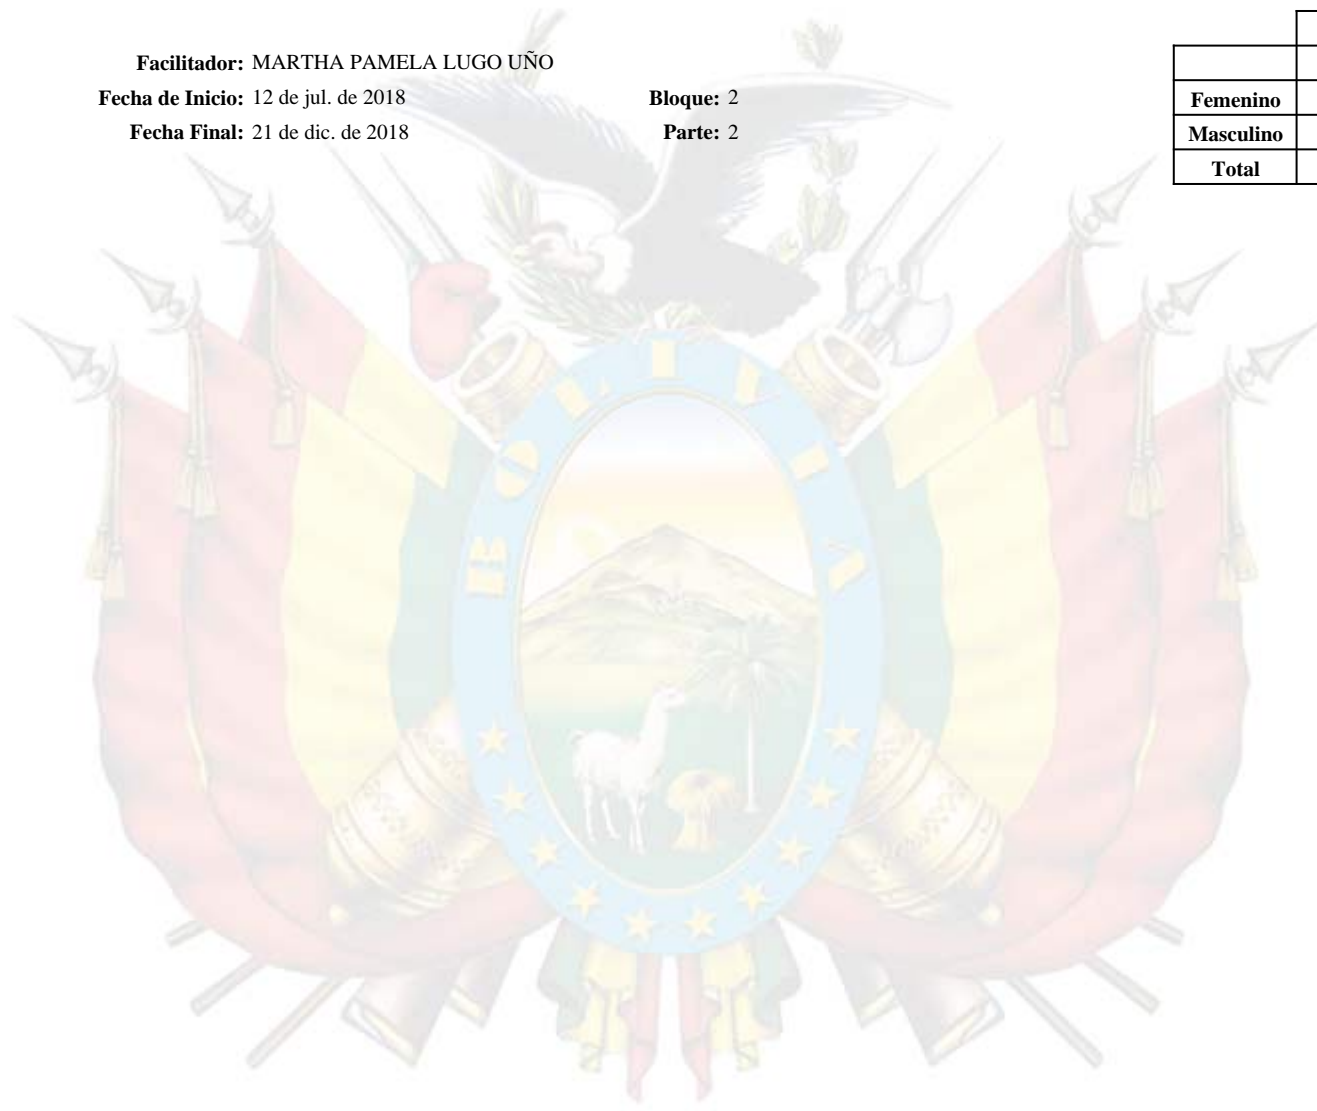 Facilitador: MARTHA PAMELA LUGO UÑO
Fecha de Inicio: 12 de jul. de 2018 Bloque: 2
Fecha Final: 21 de dic. de 2018 Parte: 2
Femenino
Masculino
Total
BOLIVIA